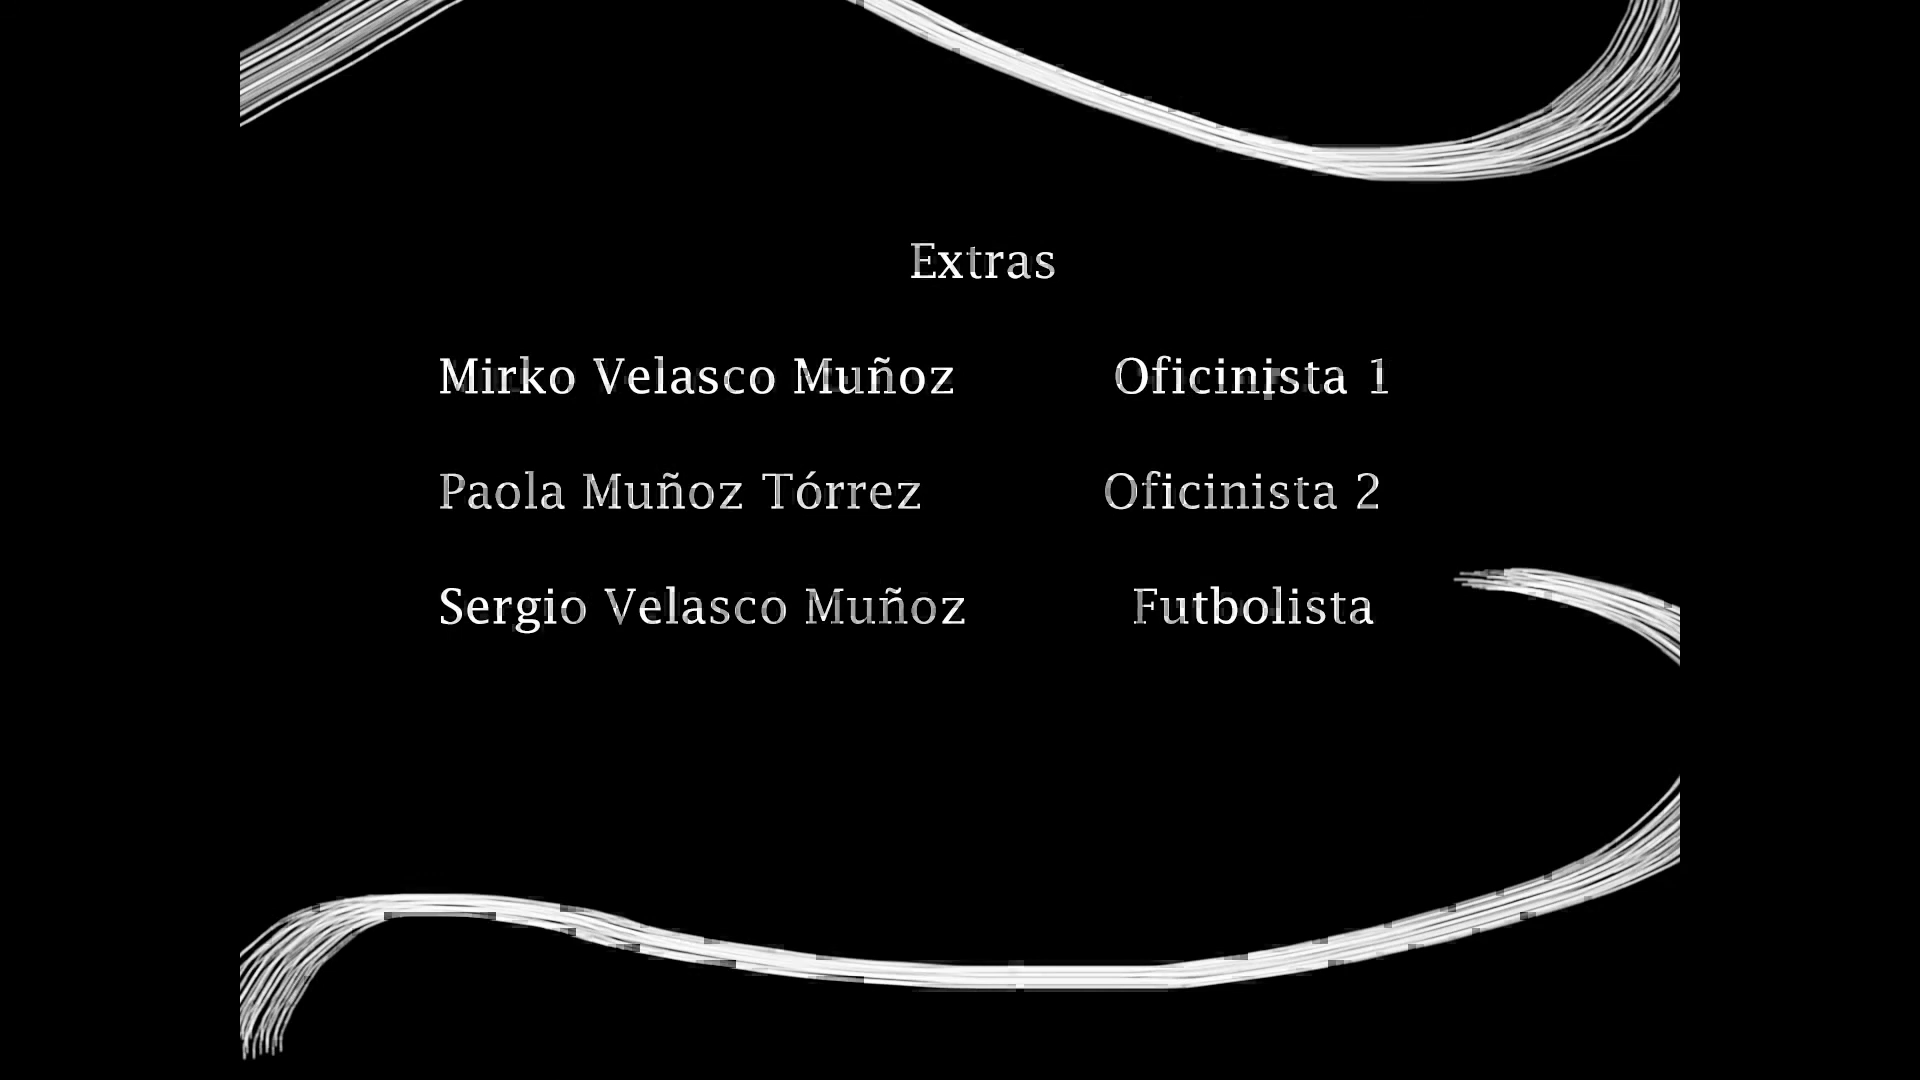 Extras
Mirko Velasco Muñoz Oficinista 1
Paola Muñoz Tórrez Oficinista 2
Sergio Velasco Muñoz Futbolista